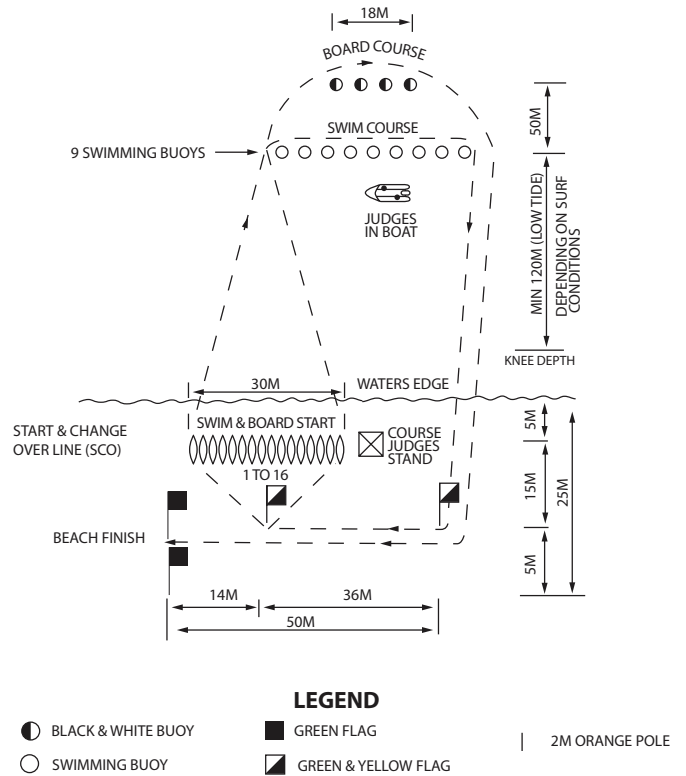 18M
BOARD COURSE
SWIM COURSE
50M
9 SWIMMING BUOYS
JUDGES
IN BOAT
MIN 120M (LOW TIDE)
DEPENDING ON SURF
CONDITIONS
KNEE DEPTH
30M
WATERS EDGE
START & CHANGE
OVER LINE (SCO)
SWIM & BOARD START
COURSE
JUDGES
STAND
5M
1 TO 16
15M
25M
BEACH FINISH
5M
14M
36M
50M
LEGEND
BLACK & WHITE BUOY
GREEN FLAG
2M ORANGE POLE
SWIMMING BUOY
GREEN & YELLOW FLAG